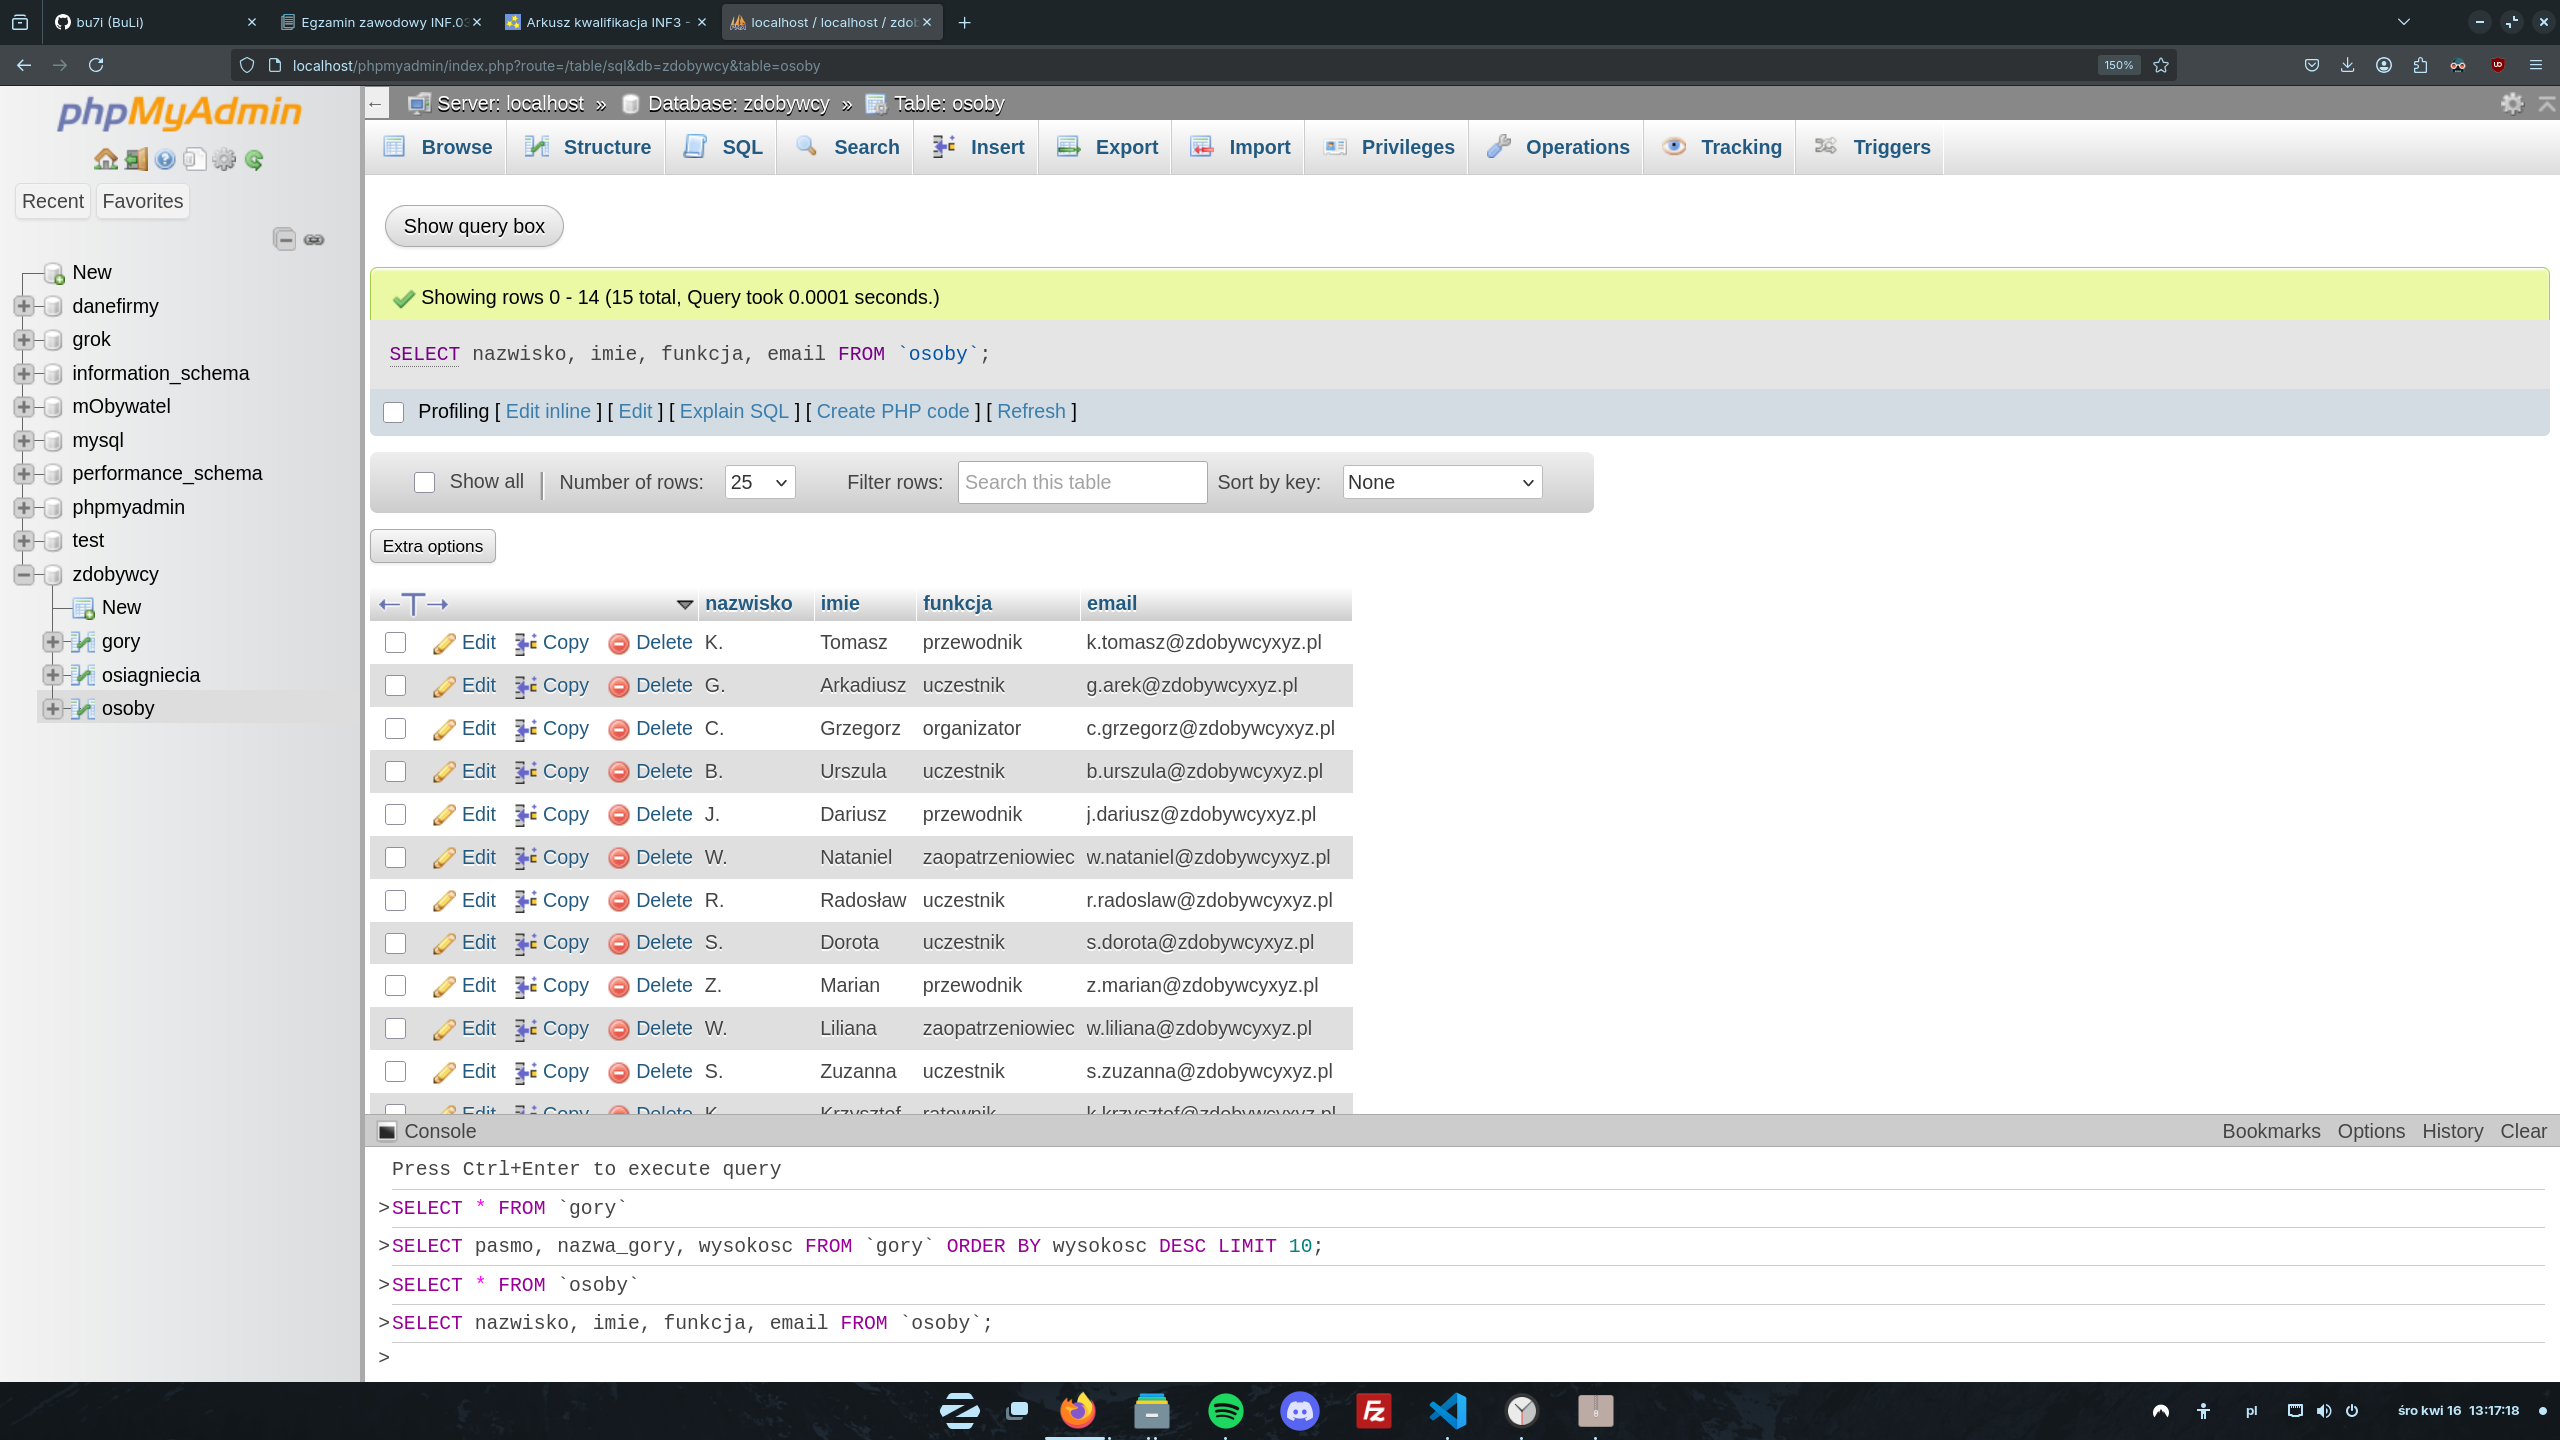 bu7i (BuLi)
Egzamin zawodowy INF.03
Arkusz kwalifikacja INF3 -
localhost / localhost / zdob
localhost/phpmyadmin/index.php?route=/table/sql&db=zdobywcy&table=osoby
150%
phpMyAdmin
Recent Favorites
New
danefirmy
grok
information_schema
mObywatel
mysql
performance_schema
phpmyadmin
test
zdobywcy
New
gory
osiagniecia
osoby
Server: localhost » Database: zdobywcy » Table: osoby
Browse Structure SQL Search Insert Export Import Privileges Operations Tracking Triggers
Show query box
Showing rows 0 - 14 (15 total, Query took 0.0001 seconds.)
SELECT nazwisko, imie, funkcja, email FROM `osoby`;
Profiling [ Edit inline ] [ Edit ] [ Explain SQL ] [ Create PHP code ] [ Refresh ]
Show all Number of rows: 25 Filter rows: Search this table Sort by key: None
Extra options
←T→ nazwisko imie funkcja email
Edit Copy Delete K. Tomasz przewodnik k.tomasz@zdobywcyxyz.pl
Edit Copy Delete G. Arkadiusz uczestnik g.arek@zdobywcyxyz.pl
Edit Copy Delete C. Grzegorz organizator c.grzegorz@zdobywcyxyz.pl
Edit Copy Delete B. Urszula uczestnik b.urszula@zdobywcyxyz.pl
Edit Copy Delete J. Dariusz przewodnik j.dariusz@zdobywcyxyz.pl
Edit Copy Delete W. Nataniel zaopatrzeniowiec w.nataniel@zdobywcyxyz.pl
Edit Copy Delete R. Radosław uczestnik r.radoslaw@zdobywcyxyz.pl
Edit Copy Delete S. Dorota uczestnik s.dorota@zdobywcyxyz.pl
Edit Copy Delete Z. Marian przewodnik z.marian@zdobywcyxyz.pl
Edit Copy Delete W. Liliana zaopatrzeniowiec w.liliana@zdobywcyxyz.pl
Edit Copy Delete S. Zuzanna uczestnik s.zuzanna@zdobywcyxyz.pl
Edit Copy Delete K. Krzysztof ratownik k.krzysztof@zdobywcyxyz.pl
Console Bookmarks Options History Clear
Press Ctrl+Enter to execute query
>SELECT * FROM `gory`
>SELECT pasmo, nazwa_gory, wysokosc FROM `gory` ORDER BY wysokosc DESC LIMIT 10;
>SELECT * FROM `osoby`
>SELECT nazwisko, imie, funkcja, email FROM `osoby`;
>
pl śro kwi 16 13:17:18